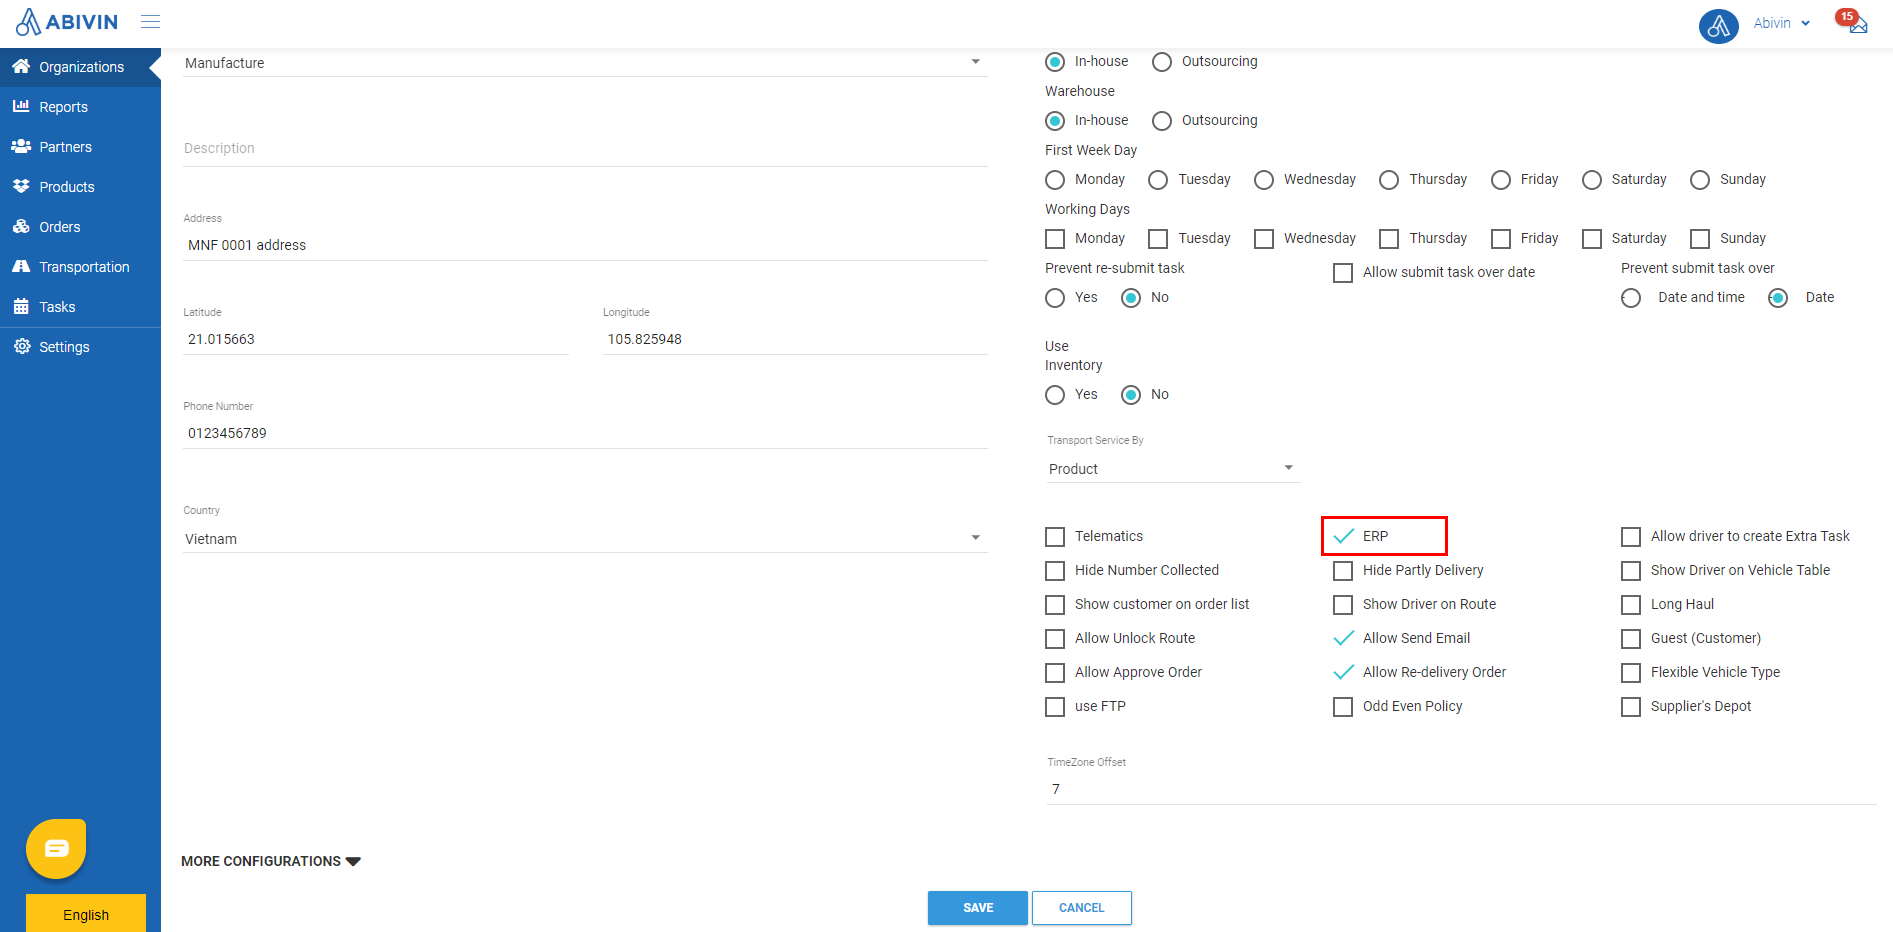 ABIVIN
Abivin
15
Organizations
Reports
Partners
Products
Orders
Transportation
Tasks
Settings
English
Manufacture
Description
Address
MNF 0001 address
Latitude
Longitude
21.015663
105.825948
Phone Number
0123456789
Country
Vietnam
In-house Outsourcing
Warehouse
In-house Outsourcing
First Week Day
Monday Tuesday Wednesday Thursday Friday Saturday Sunday
Working Days
Monday Tuesday Wednesday Thursday Friday Saturday Sunday
Prevent re-submit task
Allow submit task over date
Prevent submit task over
Yes No
Date and time Date
Use
Inventory
Yes No
Transport Service By
Product
Telematics ERP Allow driver to create Extra Task
Hide Number Collected Hide Partly Delivery Show Driver on Vehicle Table
Show customer on order list Show Driver on Route Long Haul
Allow Unlock Route Allow Send Email Guest (Customer)
Allow Approve Order Allow Re-delivery Order Flexible Vehicle Type
use FTP Odd Even Policy Supplier's Depot
TimeZone Offset
7
MORE CONFIGURATIONS
SAVE CANCEL